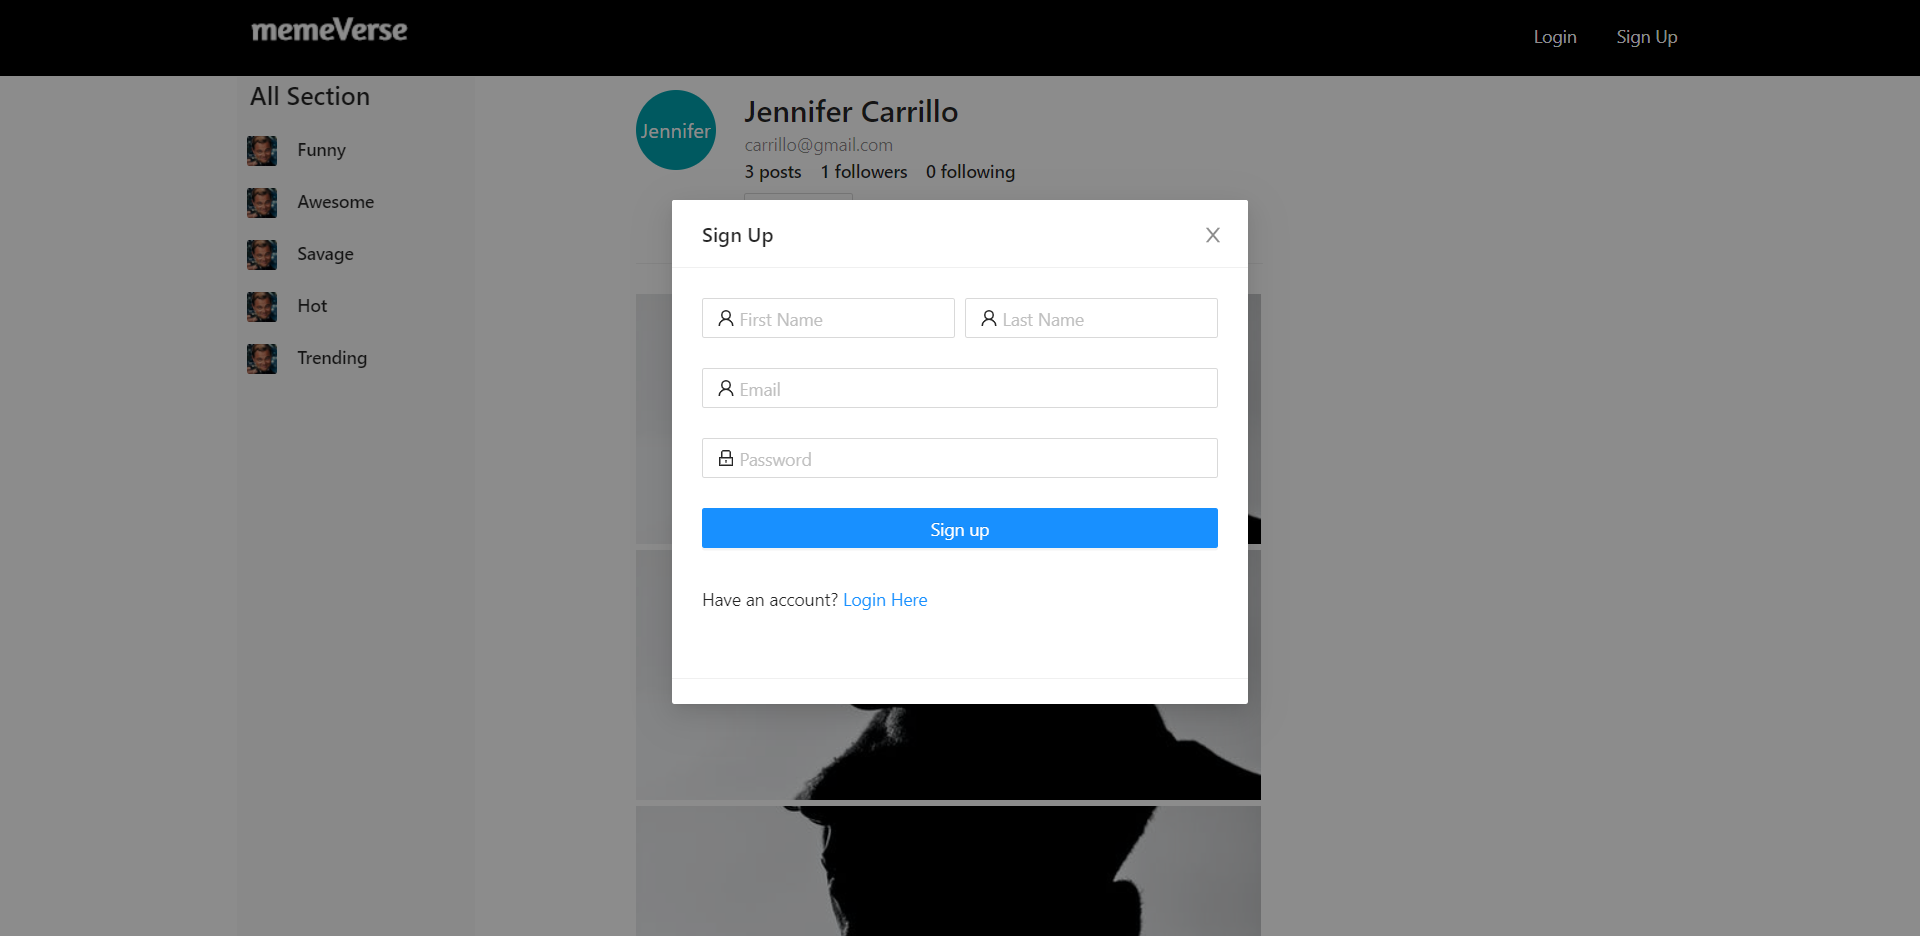 memeVerse
Login
Sign Up
All Section
Funny
Awesome
Savage
Hot
Trending
Jennifer
Jennifer Carrillo
carrillo@gmail.com
3 posts 1 followers 0 following
Sign Up
First Name
Last Name
Email
Password
Sign up
Have an account? Login Here